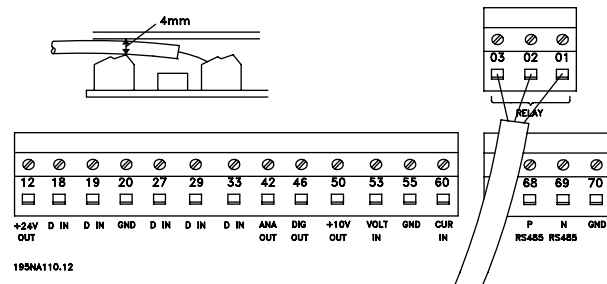 4mm
03 02 01
RELAY
12 18 19 20 27 29 33 42 46 50 53 55 60
+24V OUT D IN D IN GND D IN D IN D IN ANA OUT DIG OUT +10V OUT VOLT IN GND CUR IN
68 69 70
P RS485 N RS485 GND
195NA110.12